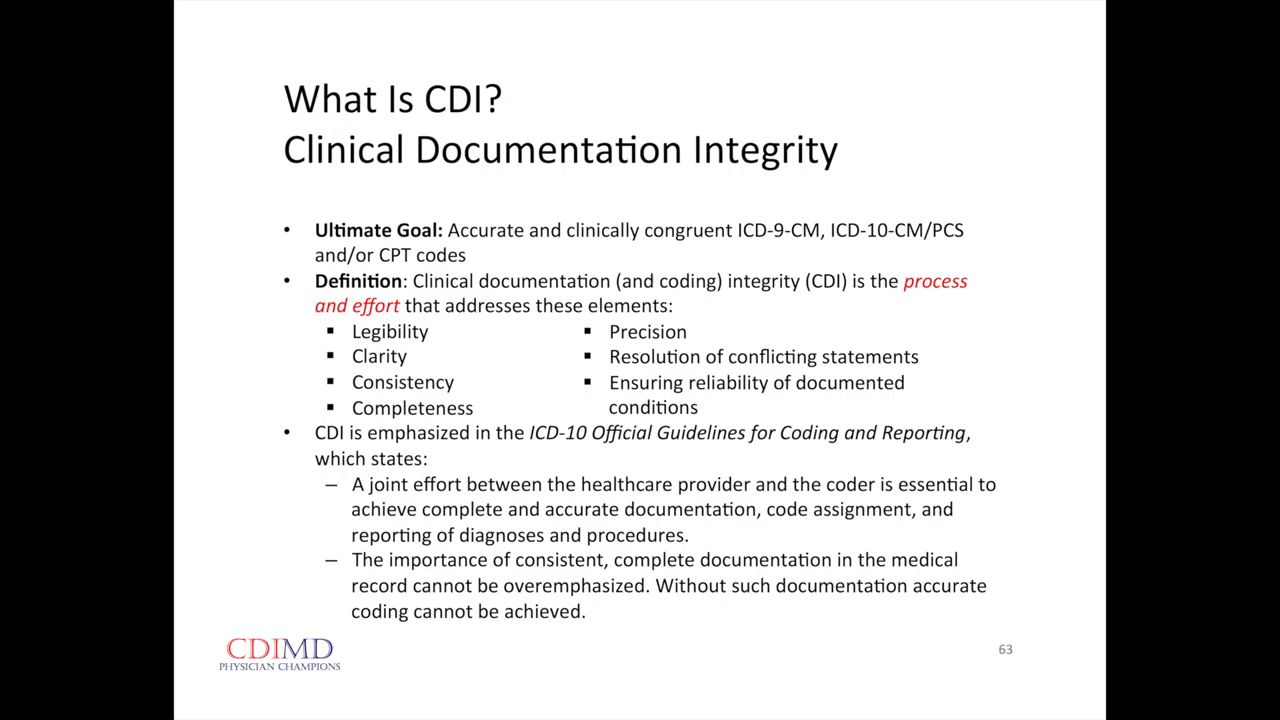 What Is CDI?
Clinical Documentation Integrity
• Ultimate Goal: Accurate and clinically congruent ICD-9-CM, ICD-10-CM/PCS
and/or CPT codes
• Definition: Clinical documentation (and coding) integrity (CDI) is the process
and effort that addresses these elements:
▪ Legibility
▪ Clarity
▪ Consistency
▪ Completeness
▪ Precision
▪ Resolution of conflicting statements
▪ Ensuring reliability of documented
conditions
• CDI is emphasized in the ICD-10 Official Guidelines for Coding and Reporting,
which states:
– A joint effort between the healthcare provider and the coder is essential to
achieve complete and accurate documentation, code assignment, and
reporting of diagnoses and procedures.
– The importance of consistent, complete documentation in the medical
record cannot be overemphasized. Without such documentation accurate
coding cannot be achieved.
CDIMD
PHYSICIAN CHAMPIONS
63